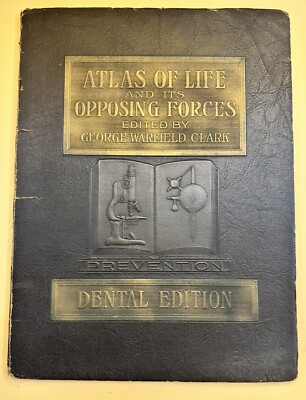 ATLAS OF LIFE
AND ITS
OPPOSING FORCES
EDITED BY
GEORGE WARFIELD CLARK
PREVENTION
DENTAL EDITION